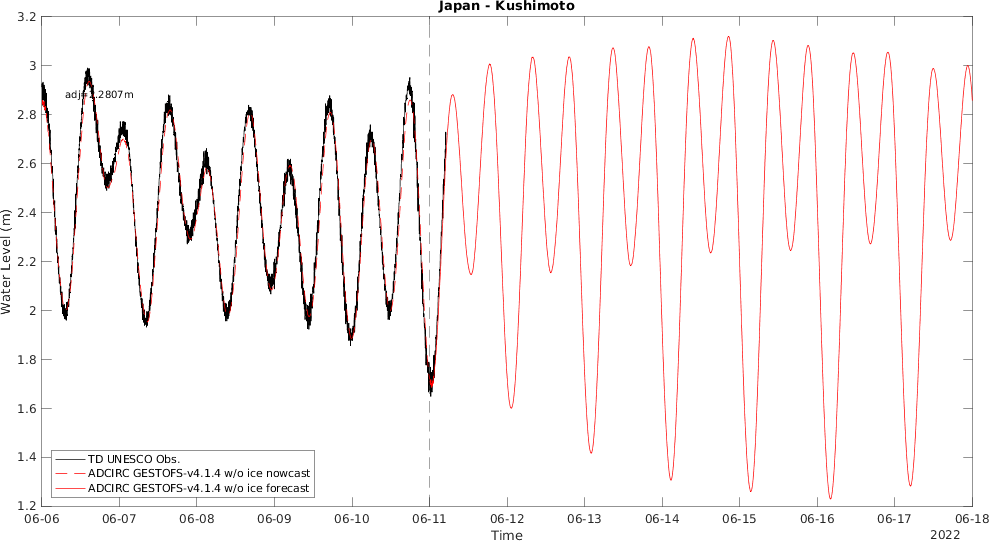 Japan - Kushimoto
3.2
3
2.8
2.6
2.4
2.2
2
1.8
1.6
1.4
1.2
Water Level (m)
adj=2.2807m
TD UNESCO Obs.
ADCIRC GESTOFS-v4.1.4 w/o ice nowcast
ADCIRC GESTOFS-v4.1.4 w/o ice forecast
06-06 06-07 06-08 06-09 06-10 06-11 06-12 06-13 06-14 06-15 06-16 06-17 06-18
Time
2022